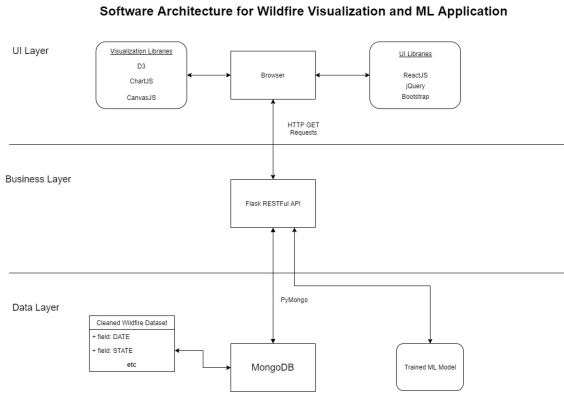 Software Architecture for Wildfire Visualization and ML Application
UI Layer
Visualization Libraries
D3
ChartJS
CanvasJS
Browser
UI Libraries
ReactJS
jQuery
Bootstrap
HTTP GET
Requests
Business Layer
Flask RESTFul API
Data Layer
PyMongo
Cleaned Wildfire Dataset
+ field: DATE
+ field: STATE
etc
MongoDB
Trained ML Model